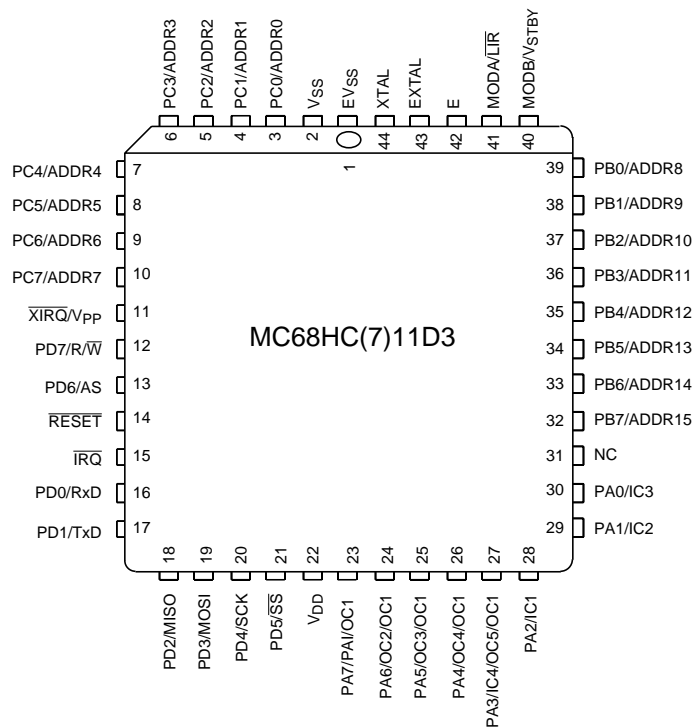 PC3/ADDR3
PC2/ADDR2
PC1/ADDR1
PC0/ADDR0
VSS
EVSS
XTAL
EXTAL
E
MODA/L̅I̅R̅
MODB/VSTBY
6
5
4
3
2
1
44
43
42
41
40
PC4/ADDR4
7
PC5/ADDR5
8
PC6/ADDR6
9
PC7/ADDR7
10
X̅I̅R̅Q̅/VPP
11
PD7/R/W̅
12
PD6/AS
13
R̅E̅S̅E̅T̅
14
I̅R̅Q̅
15
PD0/RxD
16
PD1/TxD
17
MC68HC(7)11D3
39
PB0/ADDR8
38
PB1/ADDR9
37
PB2/ADDR10
36
PB3/ADDR11
35
PB4/ADDR12
34
PB5/ADDR13
33
PB6/ADDR14
32
PB7/ADDR15
31
NC
30
PA0/IC3
29
PA1/IC2
18
19
20
21
22
23
24
25
26
27
28
PD2/MISO
PD3/MOSI
PD4/SCK
PD5/S̅S̅
VDD
PA7/PAI/OC1
PA6/OC2/OC1
PA5/OC3/OC1
PA4/OC4/OC1
PA3/IC4/OC5/OC1
PA2/IC1